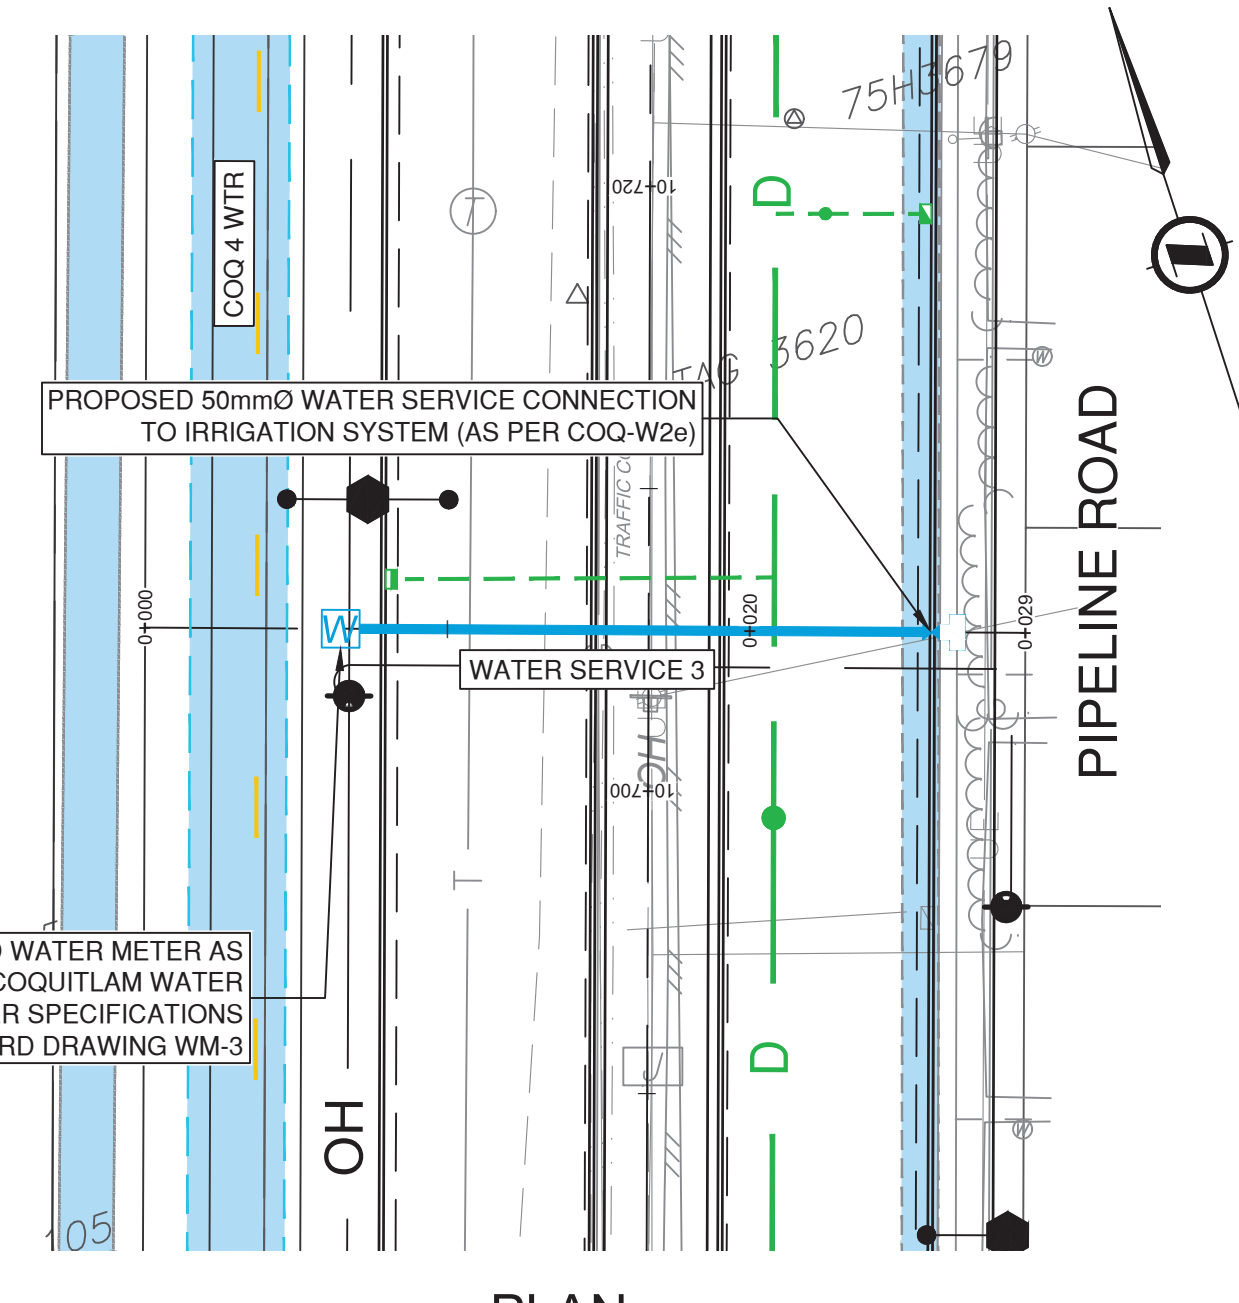 75H3679
10+720
D
COQ 4 WTR
T
TAG 3620
PROPOSED 50mmØ WATER SERVICE CONNECTION
TO IRRIGATION SYSTEM (AS PER COQ-W2e)
W
PIPELINE ROAD
TRAFFIC CO
0+000
0+020
0+029
W
WATER SERVICE 3
10+700
T
WATER METER AS
COQUITLAM WATER
R SPECIFICATIONS
RD DRAWING WM-3
D
J
OH
W
105
PLAN